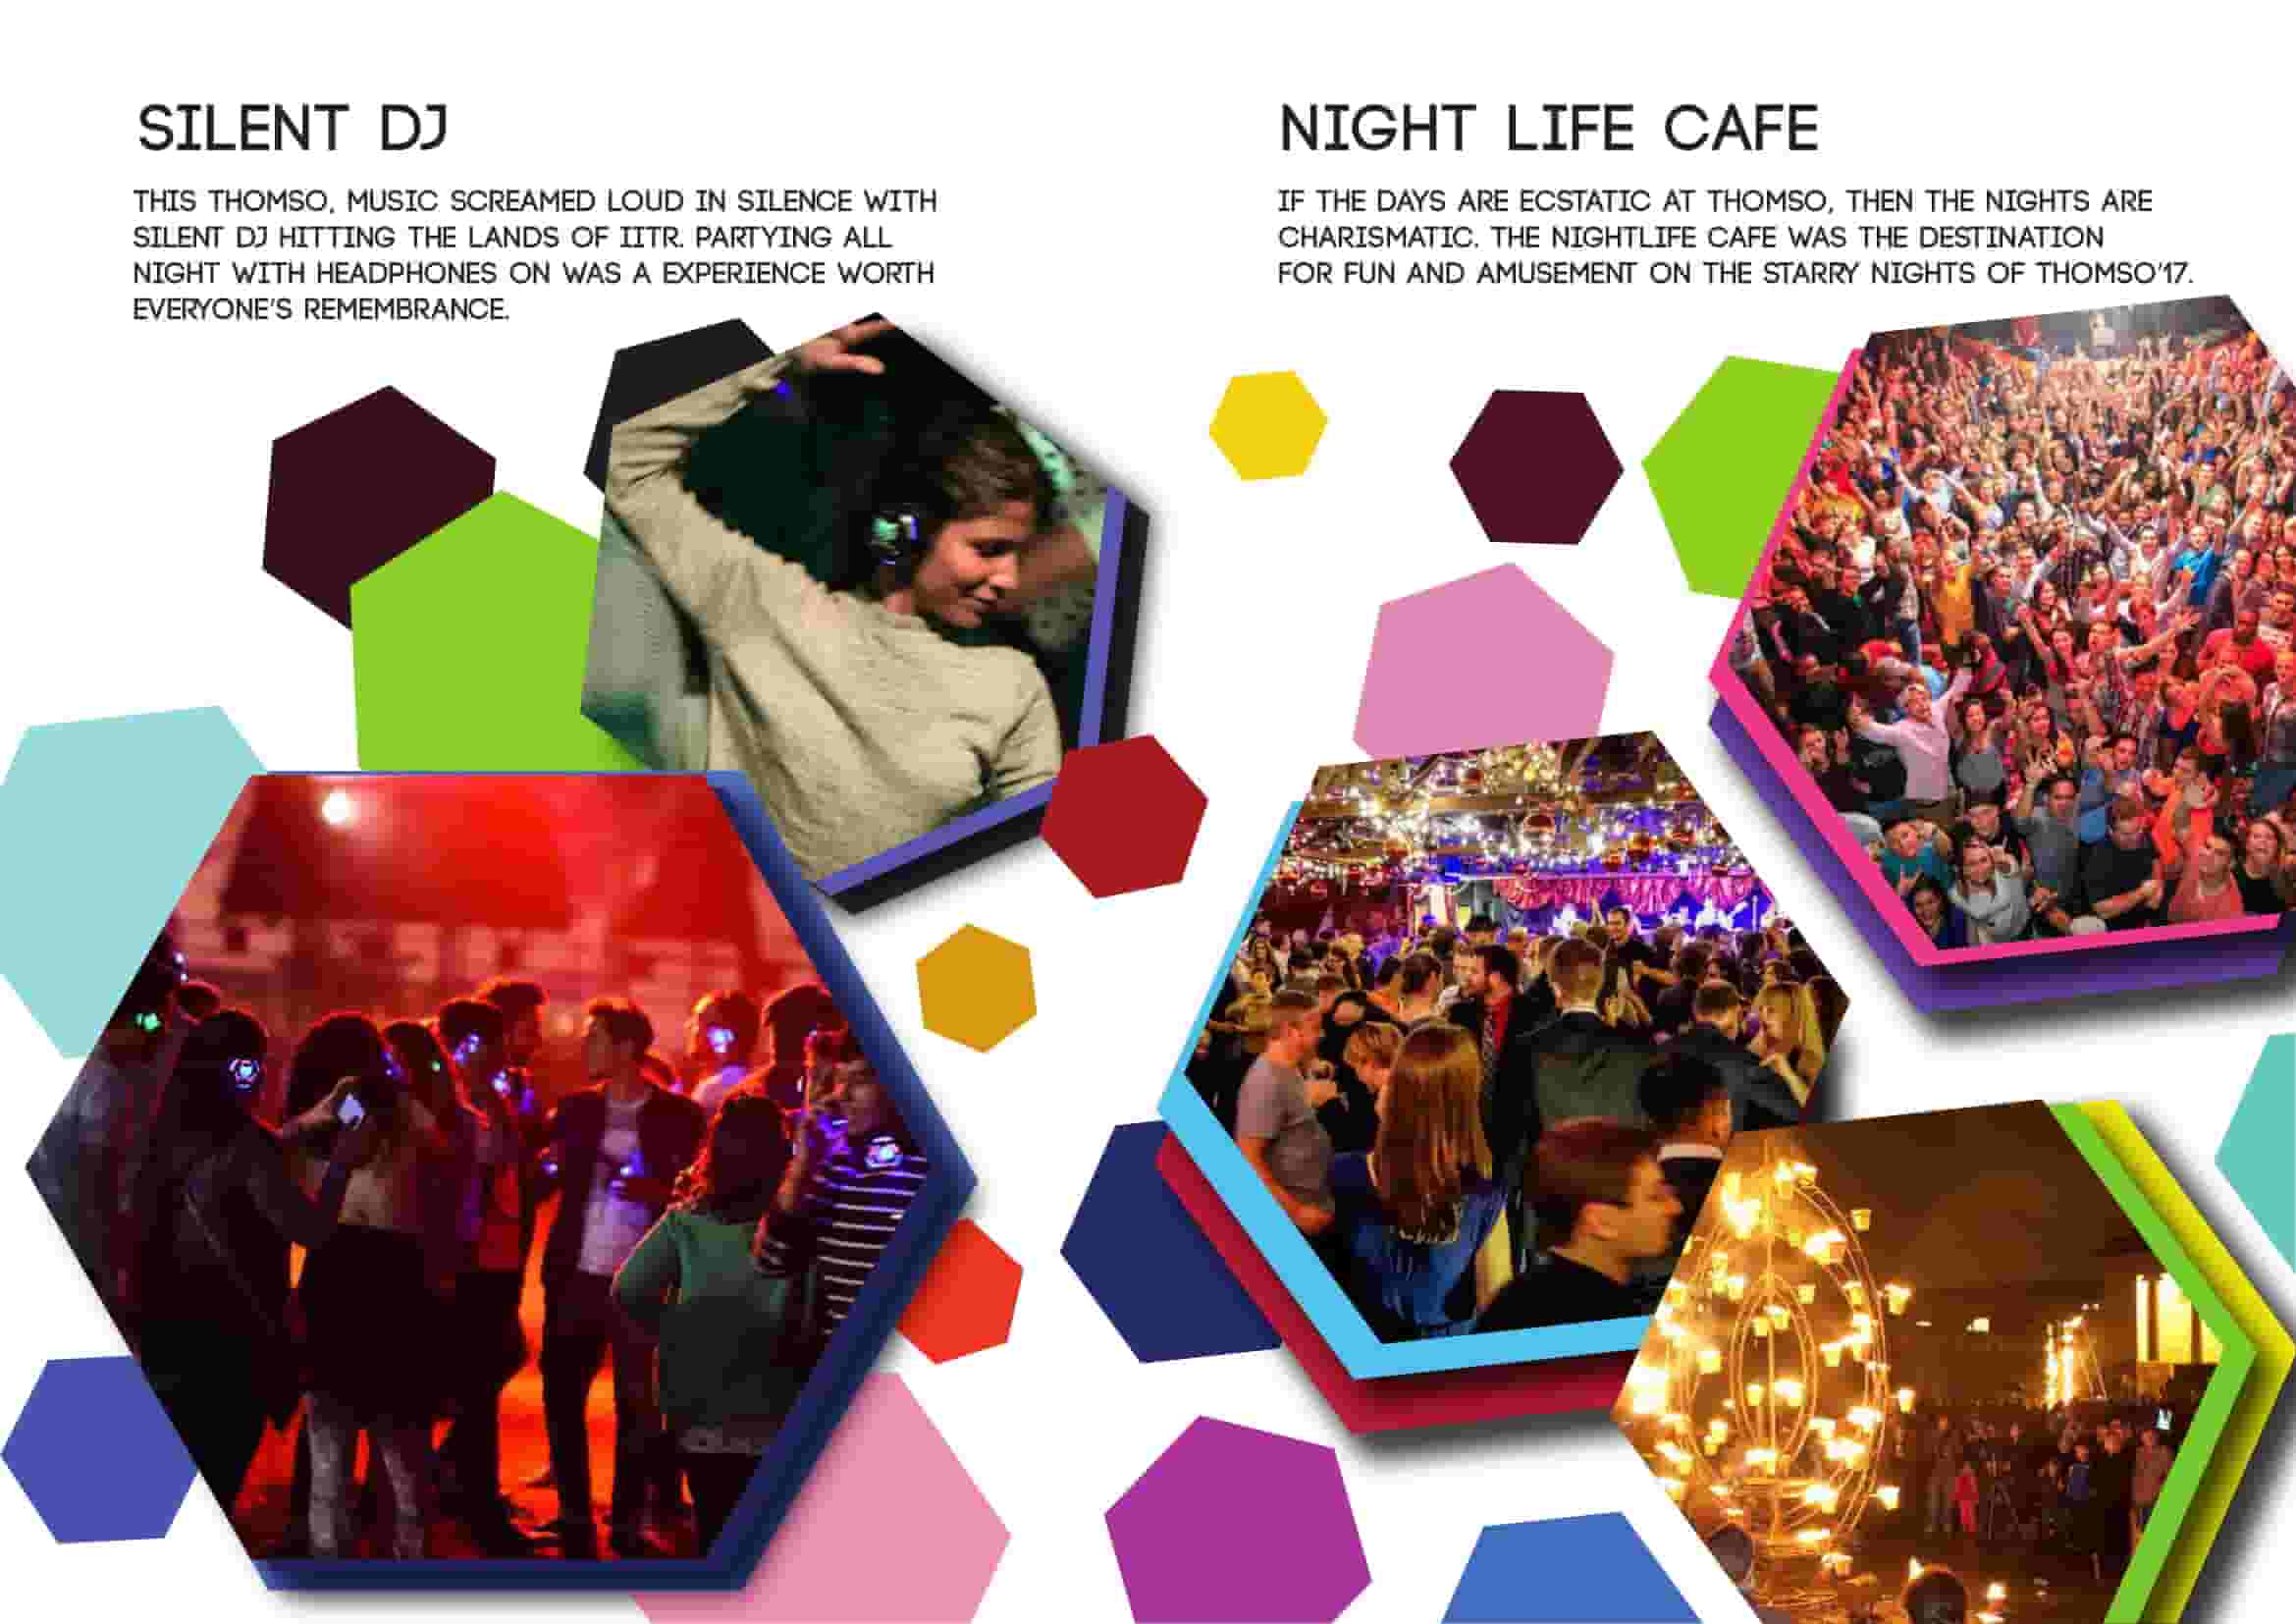 SILENT DJ
THIS THOMSO, MUSIC SCREAMED LOUD IN SILENCE WITH
SILENT DJ HITTING THE LANDS OF IITR. PARTYING ALL
NIGHT WITH HEADPHONES ON WAS A EXPERIENCE WORTH
EVERYONE'S REMEMBRANCE.
NIGHT LIFE CAFE
IF THE DAYS ARE ECSTATIC AT THOMSO, THEN THE NIGHTS ARE
CHARISMATIC. THE NIGHTLIFE CAFE WAS THE DESTINATION
FOR FUN AND AMUSEMENT ON THE STARRY NIGHTS OF THOMSO'17.